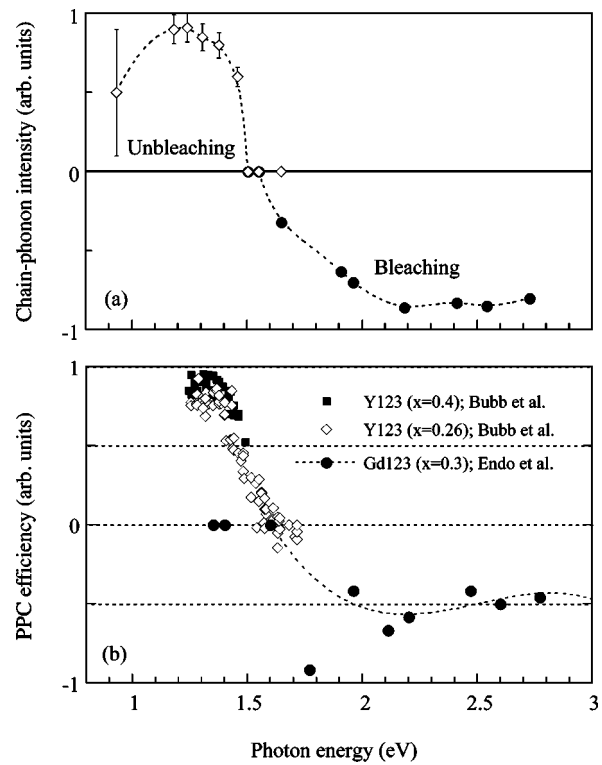 1
Chain-phonon intensity (arb. units)
Unbleaching
0
Bleaching
(a)
-1
1
Y123 (x=0.4); Bubb et al.
Y123 (x=0.26); Bubb et al.
Gd123 (x=0.3); Endo et al.
PPC efficiency (arb. units)
0
(b)
-1
1 1.5 2 2.5 3
Photon energy (eV)